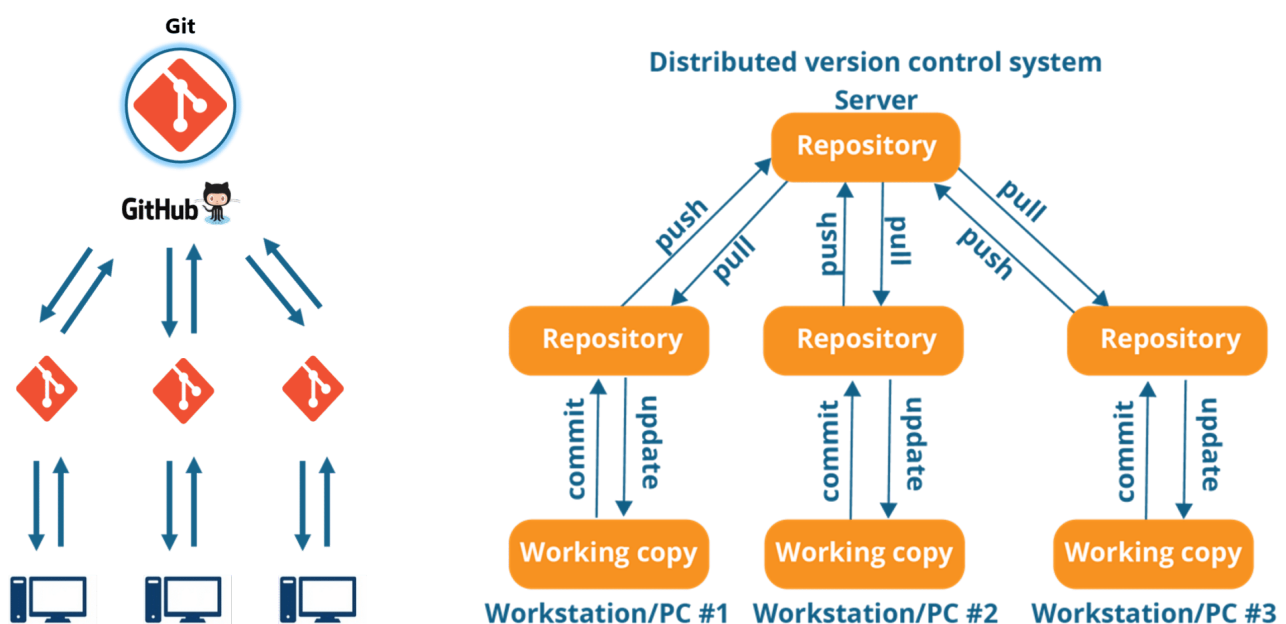 Git
GitHub
Distributed version control system
Server
Repository
push
pull
push
pull
push
pull
Repository
Repository
Repository
commit
update
commit
update
commit
update
Working copy
Working copy
Working copy
Workstation/PC #1
Workstation/PC #2
Workstation/PC #3